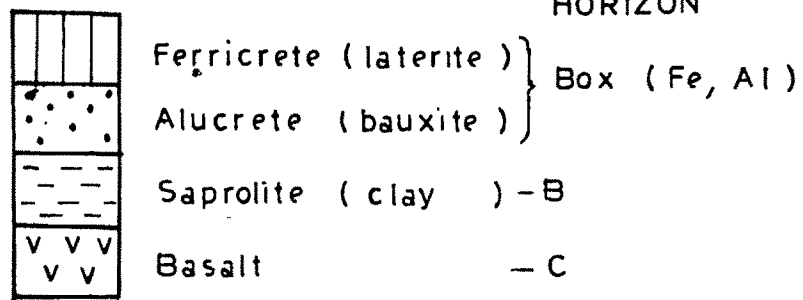 HORIZON
Ferricrete ( laterite ) } Box ( Fe, Al )
Alucrete ( bauxite )
Saprolite ( clay ) – B
Basalt – C